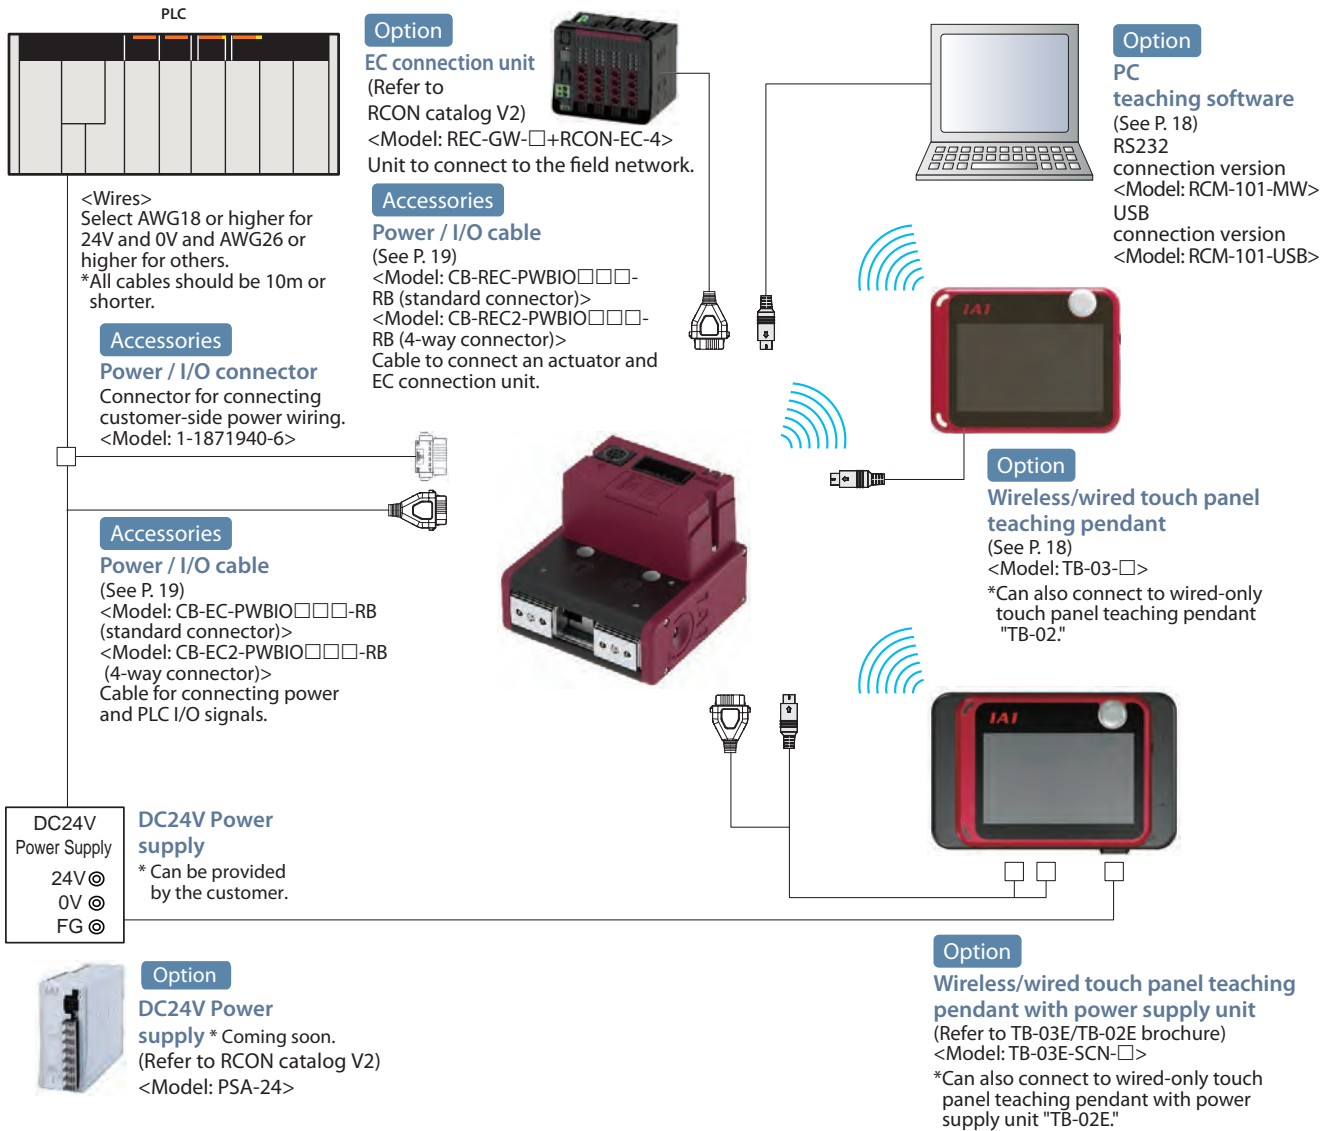 PLC
Option
EC connection unit
(Refer to
RCON catalog V2)
<Model: REC-GW-□+RCON-EC-4>
Unit to connect to the field network.
Accessories
Power / I/O cable
(See P. 19)
<Model: CB-REC-PWBIO□□□-
RB (standard connector)>
<Model: CB-REC2-PWBIO□□□-
RB (4-way connector)>
Cable to connect an actuator and
EC connection unit.
Option
PC
teaching software
(See P. 18)
RS232
connection version
<Model: RCM-101-MW>
USB
connection version
<Model: RCM-101-USB>
<Wires>
Select AWG18 or higher for
24V and 0V and AWG26 or
higher for others.
*All cables should be 10m or
shorter.
Accessories
Power / I/O connector
Connector for connecting
customer-side power wiring.
<Model: 1-1871940-6>
IAI
Option
Wireless/wired touch panel
teaching pendant
(See P. 18)
<Model: TB-03-□>
*Can also connect to wired-only
touch panel teaching pendant
"TB-02."
Accessories
Power / I/O cable
(See P. 19)
<Model: CB-EC-PWBIO□□□-RB
(standard connector)>
<Model: CB-EC2-PWBIO□□□-RB
(4-way connector)>
Cable for connecting power
and PLC I/O signals.
IAI
DC24V
Power Supply
24V
0V
FG
DC24V Power
supply
* Can be provided
by the customer.
Option
DC24V Power
supply * Coming soon.
(Refer to RCON catalog V2)
<Model: PSA-24>
Option
Wireless/wired touch panel teaching
pendant with power supply unit
(Refer to TB-03E/TB-02E brochure)
<Model: TB-03E-SCN-□>
*Can also connect to wired-only touch
panel teaching pendant with power
supply unit "TB-02E."